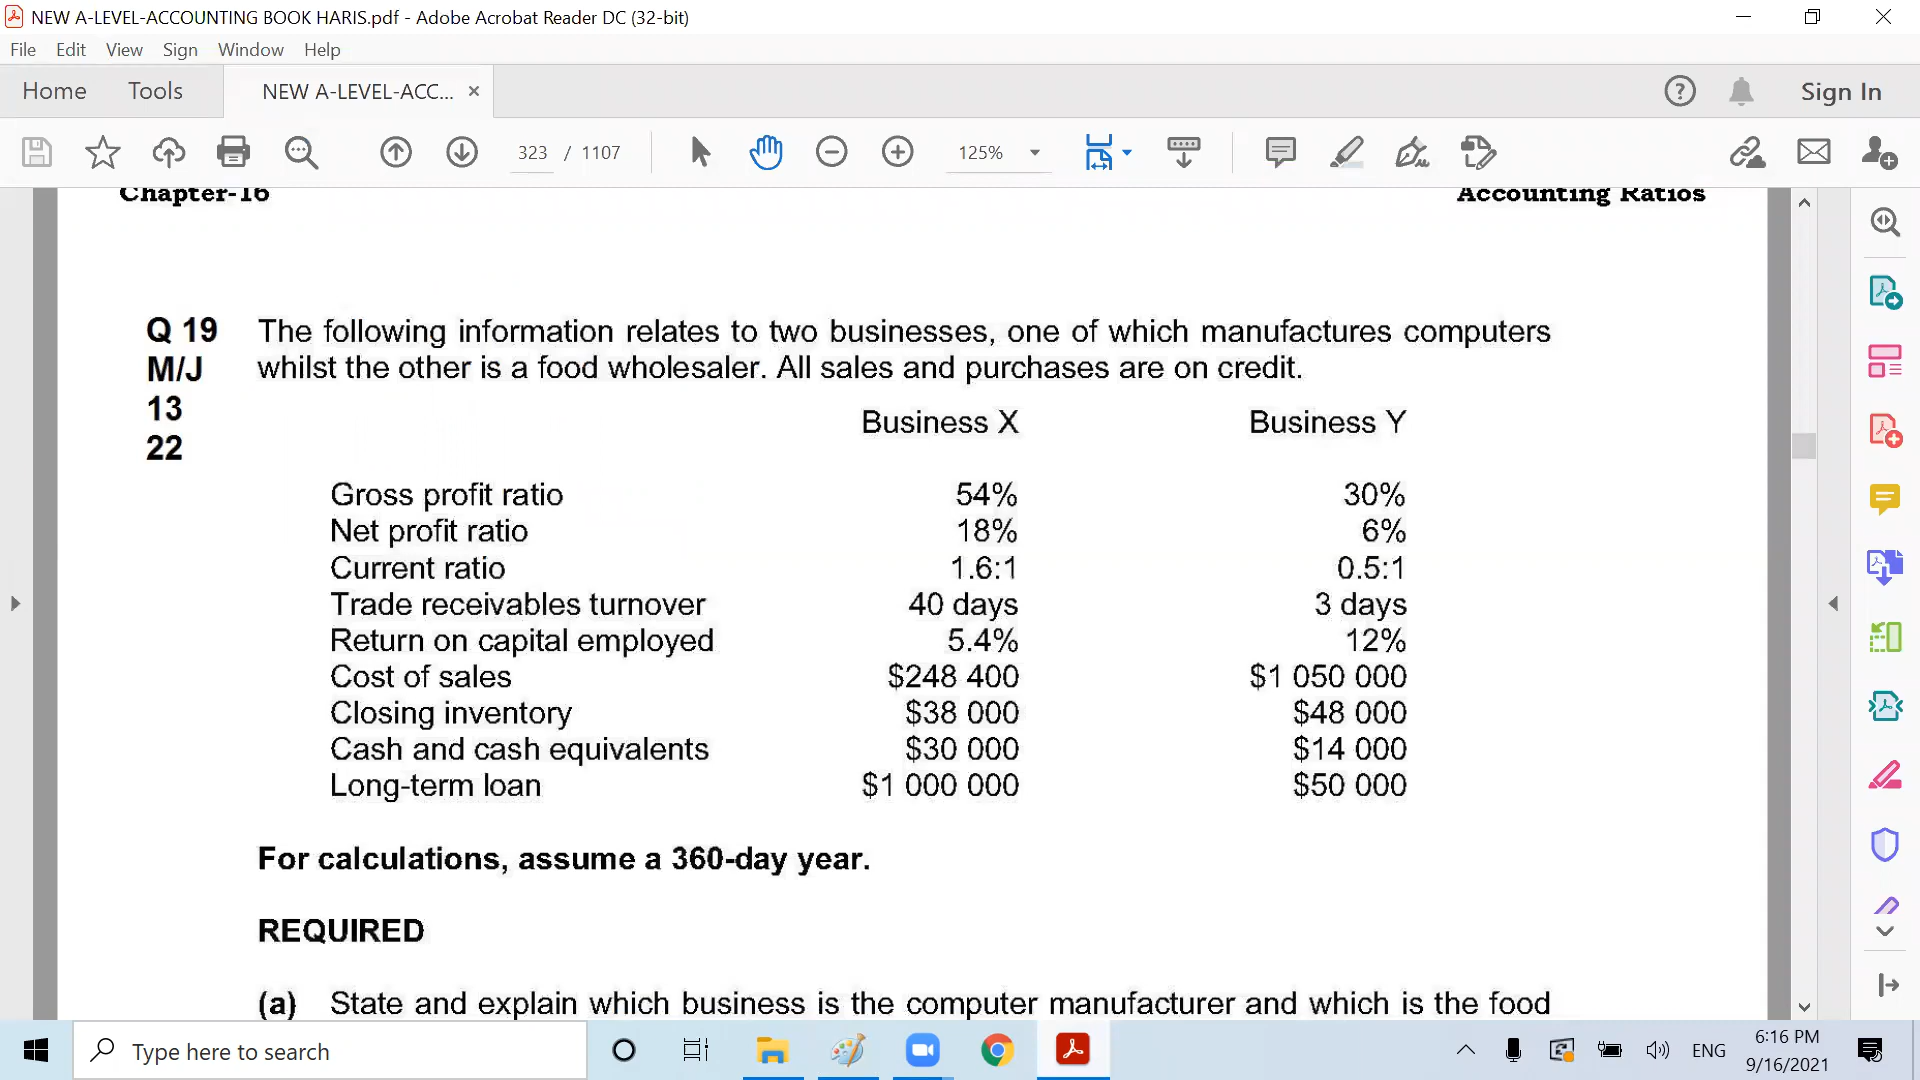 NEW A-LEVEL-ACCOUNTING BOOK HARIS.pdf - Adobe Acrobat Reader DC (32-bit)
File Edit View Sign Window Help
Home Tools NEW A-LEVEL-ACC... × Sign In
323 / 1107 125%
Chapter-16 Accounting Ratios
Q 19 The following information relates to two businesses, one of which manufactures computers
M/J whilst the other is a food wholesaler. All sales and purchases are on credit.
13
Business X Business Y
22
Gross profit ratio 54% 30%
Net profit ratio 18% 6%
Current ratio 1.6:1 0.5:1
Trade receivables turnover 40 days 3 days
Return on capital employed 5.4% 12%
Cost of sales $248 400 $1 050 000
Closing inventory $38 000 $48 000
Cash and cash equivalents $30 000 $14 000
Long-term loan $1 000 000 $50 000
For calculations, assume a 360-day year.
REQUIRED
(a) State and explain which business is the computer manufacturer and which is the food
Type here to search
ENG
6:16 PM
9/16/2021